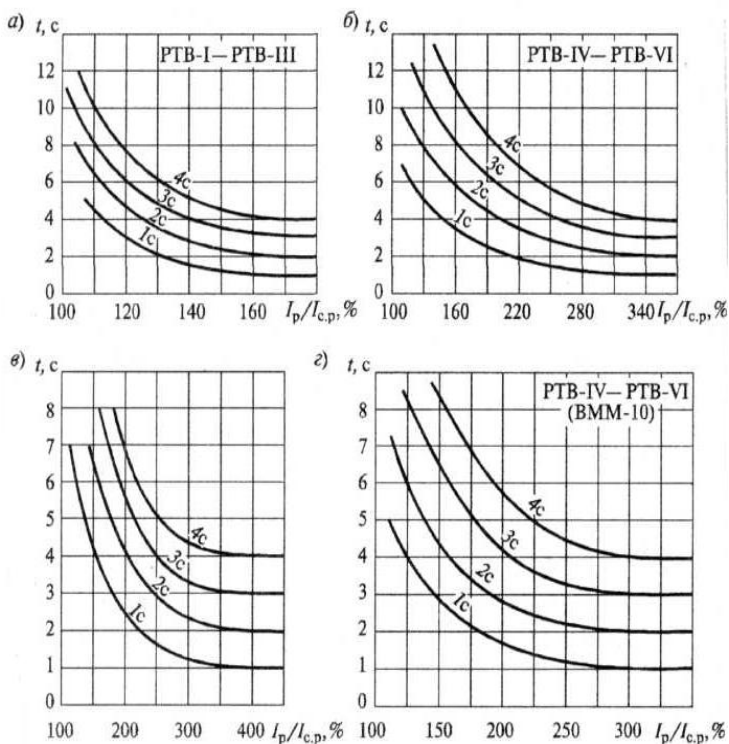 а) t, с
РТВ-I—РТВ-III
12
10
8
6
4
2
0
4с
3с
2с
1с
100 120 140 160 Iр/Iс.р, %
б) t, с
РТВ-IV—РТВ-VI
12
10
8
6
4
2
0
4с
3с
2с
1с
100 160 220 280 340 Iр/Iс.р, %
в) t, с
8
7
6
5
4
3
2
1
0
4с
3с
2с
1с
100 200 300 400 Iр/Iс.р, %
г) t, с
РТВ-IV—РТВ-VI
(ВММ-10)
8
7
6
5
4
3
2
1
0
4с
3с
2с
1с
100 150 200 250 300 Iр/Iс.р, %